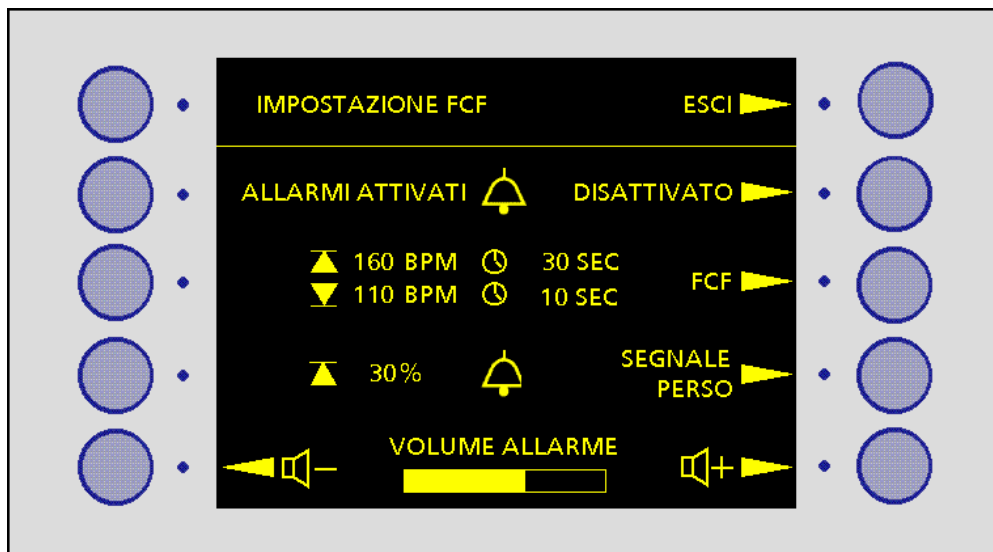 IMPOSTAZIONE FCF ESCI
ALLARMI ATTIVATI DISATTIVATO
160 BPM 30 SEC
110 BPM 10 SEC
FCF
30%
SEGNALE
PERSO
VOLUME ALLARME
− +